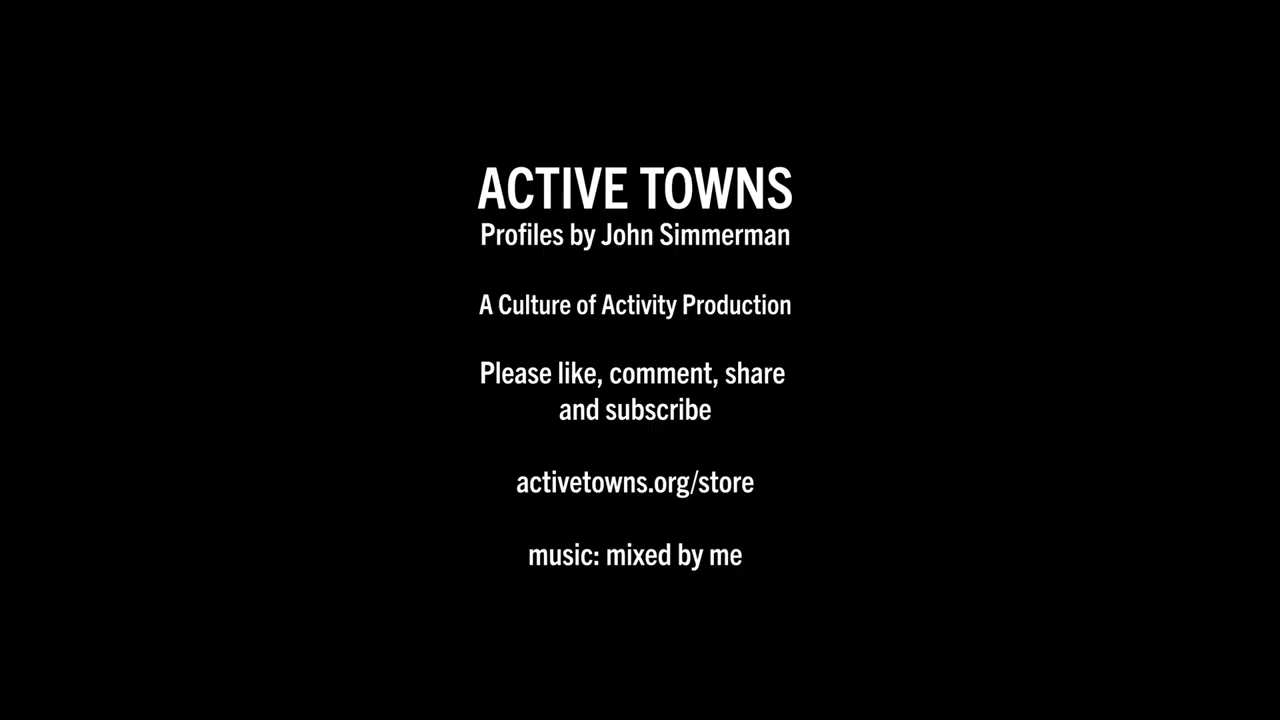 ACTIVE TOWNS
Profiles by John Simmerman
A Culture of Activity Production
Please like, comment, share
and subscribe
activetowns.org/store
music: mixed by me